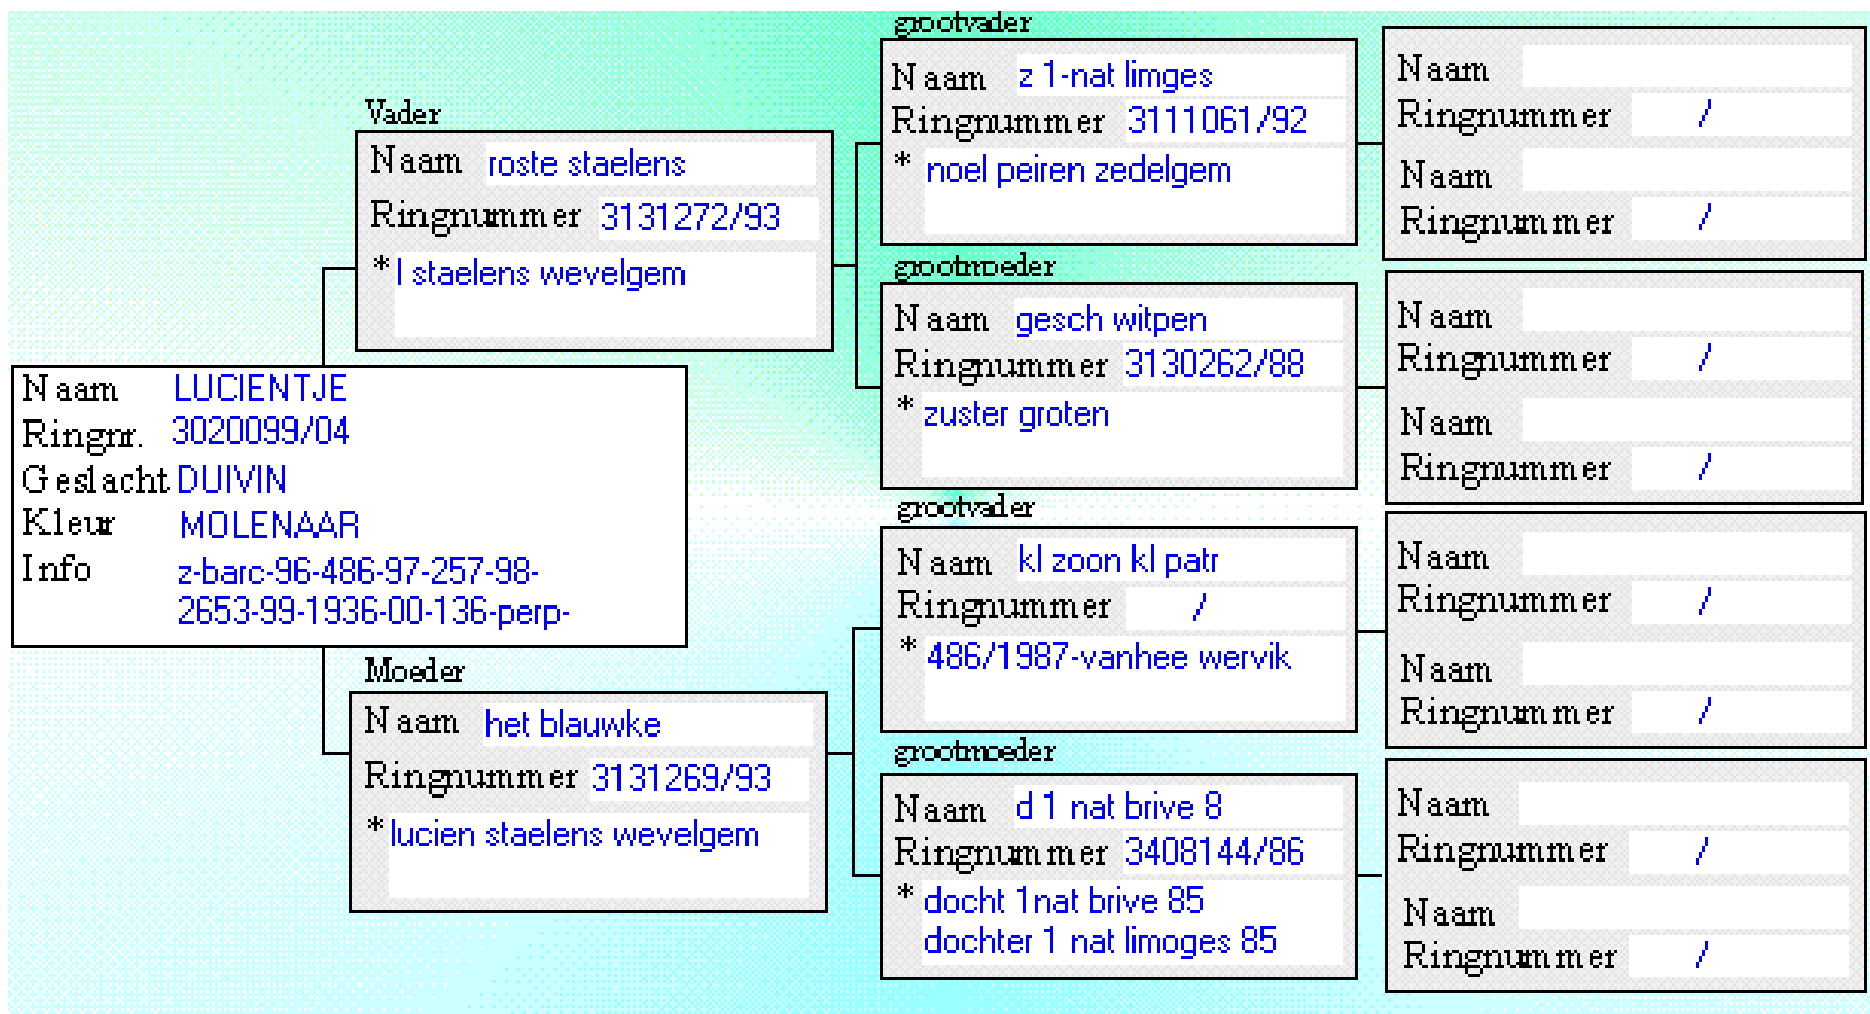 Naam LUCIENTJE
Ringnr. 3020099/04
Geslacht DUIVIN
Kleur MOLENAAR
Info z-barc-96-486-97-257-98-
2653-99-1936-00-136-perp-
Vader
Naam roste staelens
Ringnummer 3131272/93
* l staelens wevelgem
Moeder
Naam het blauwke
Ringnummer 3131269/93
* lucien staelens wevelgem
grootvader
Naam z 1-nat limges
Ringnummer 3111061/92
* noel peiren zedelgem
grootmoeder
Naam gesch witpen
Ringnummer 3130262/88
* zuster groten
grootvader
Naam kl zoon kl patr
Ringnummer /
* 486/1987-vanhee wervik
grootmoeder
Naam d 1 nat brive 8
Ringnummer 3408144/86
* docht 1nat brive 85
dochter 1 nat limoges 85
Naam
Ringnummer /
Naam
Ringnummer /
Naam
Ringnummer /
Naam
Ringnummer /
Naam
Ringnummer /
Naam
Ringnummer /
Naam
Ringnummer /
Naam
Ringnummer /